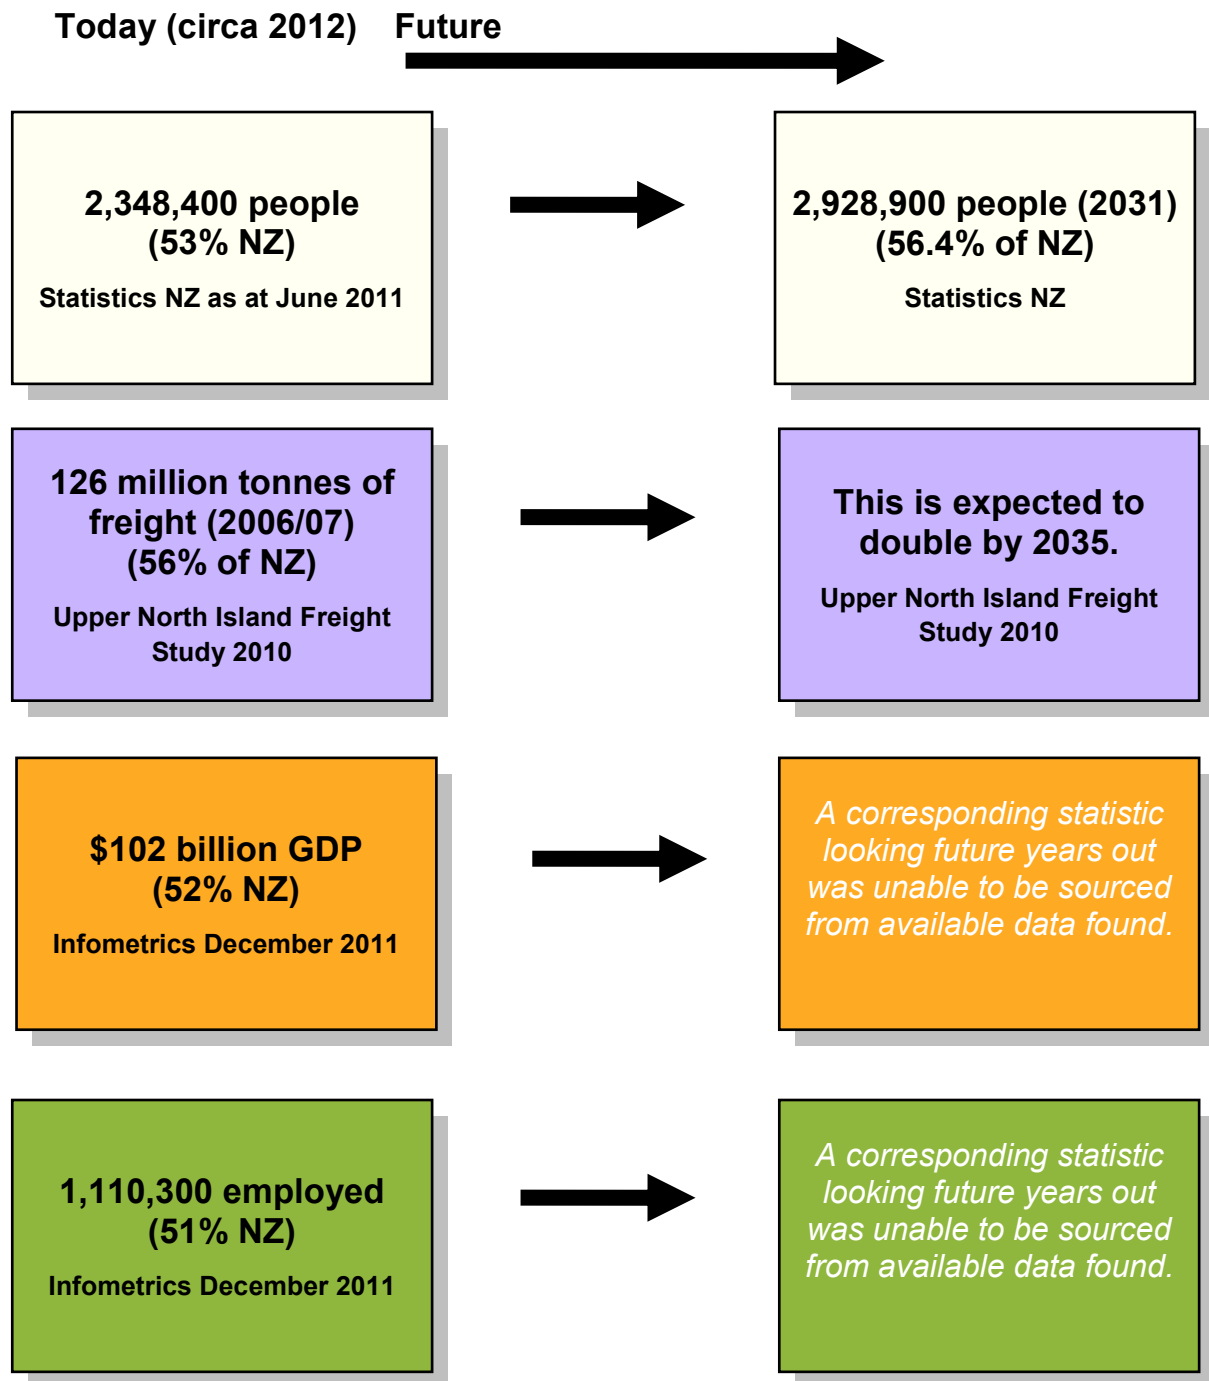 Today (circa 2012) Future
2,348,400 people
(53% NZ)
Statistics NZ as at June 2011
2,928,900 people (2031)
(56.4% of NZ)
Statistics NZ
126 million tonnes of
freight (2006/07)
(56% of NZ)
Upper North Island Freight
Study 2010
This is expected to
double by 2035.
Upper North Island Freight
Study 2010
$102 billion GDP
(52% NZ)
Infometrics December 2011
A corresponding statistic
looking future years out
was unable to be sourced
from available data found.
1,110,300 employed
(51% NZ)
Infometrics December 2011
A corresponding statistic
looking future years out
was unable to be sourced
from available data found.